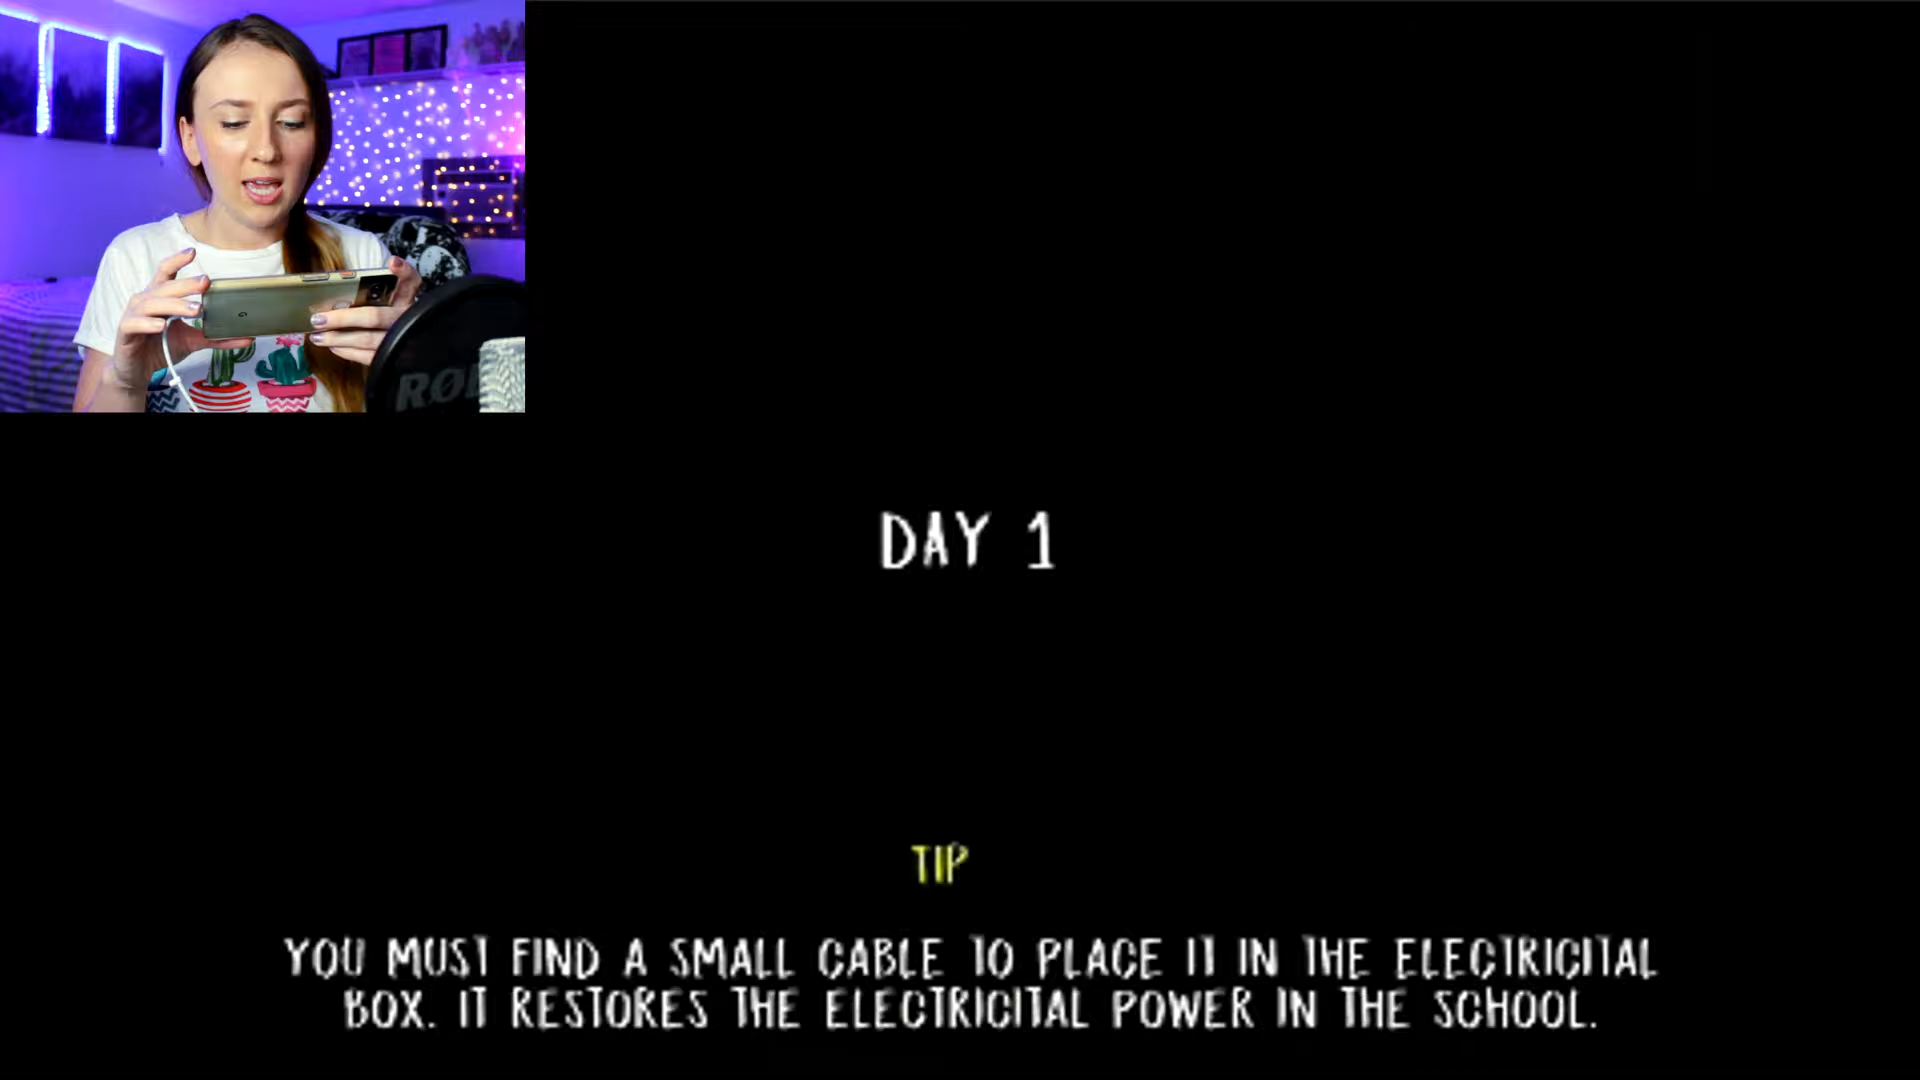 RØ
G
DAY 1
TIP
YOU MUST FIND A SMALL CABLE TO PLACE IT IN THE ELECTRICITAL
BOX. IT RESTORES THE ELECTRICITAL POWER IN THE SCHOOL.